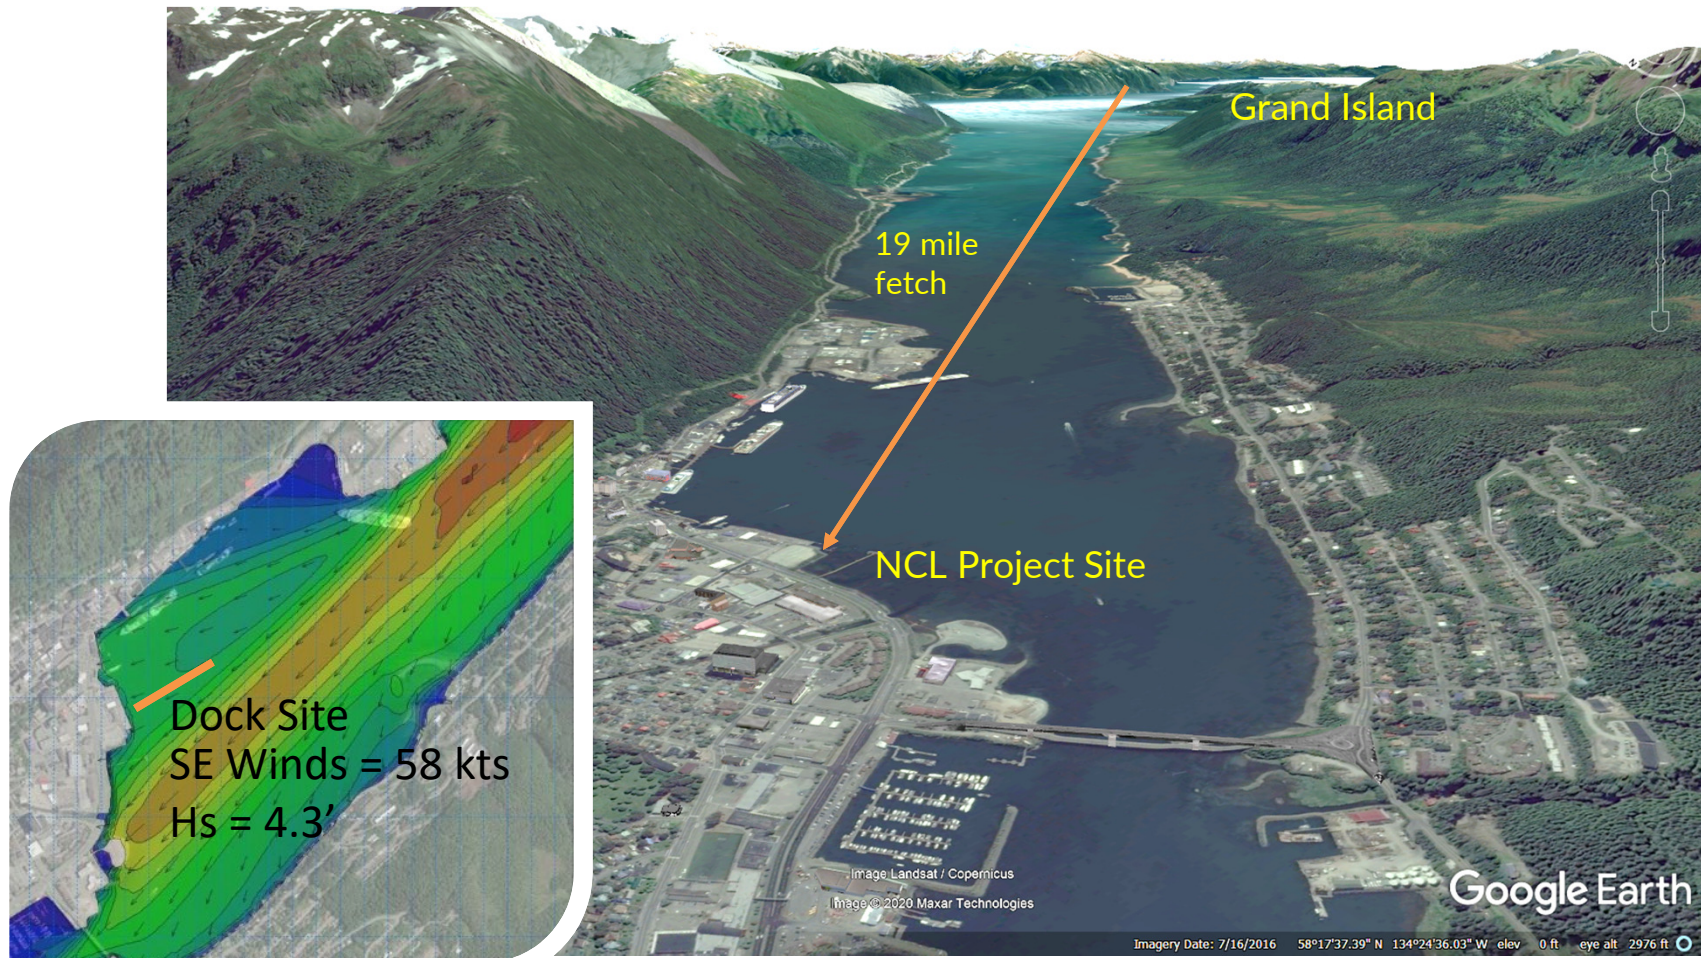 Grand Island
19 mile
fetch
NCL Project Site
Dock Site
SE Winds = 58 kts
Hs = 4.3'
Image Landsat / Copernicus
Image © 2020 Maxar Technologies
Google Earth
Imagery Date: 7/16/2016 58°17'37.39" N 134°24'36.03" W elev 0 ft eye alt 2976 ft